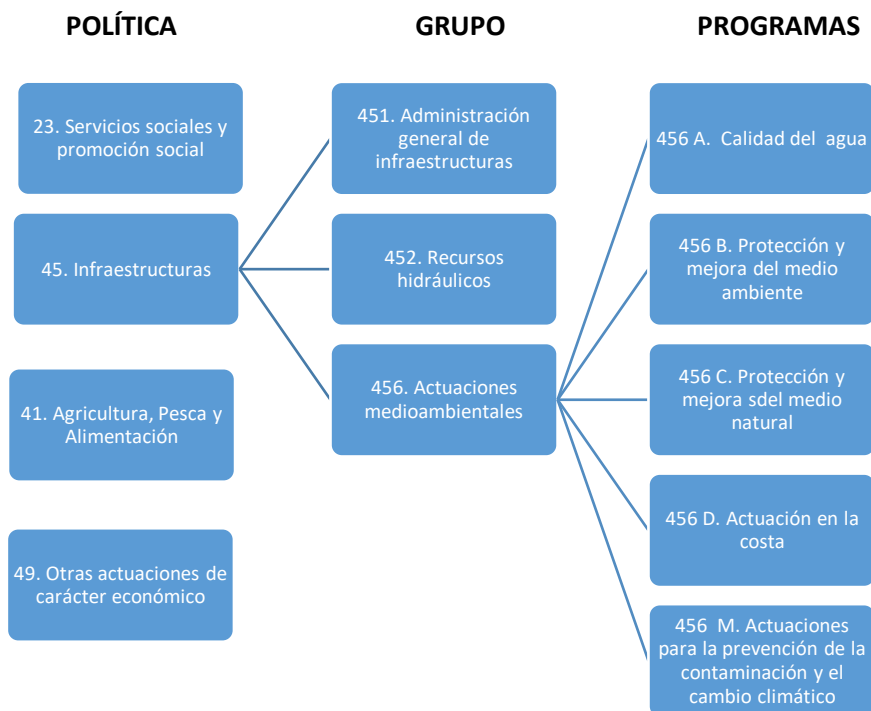 POLÍTICA
GRUPO
PROGRAMAS
23. Servicios sociales y
promoción social
45. Infraestructuras
41. Agricultura, Pesca y
Alimentación
49. Otras actuaciones de
carácter económico
451. Administración
general de
infraestructuras
452. Recursos
hidráulicos
456. Actuaciones
medioambientales
456 A. Calidad del agua
456 B. Protección y
mejora del medio
ambiente
456 C. Protección y
mejora sdel medio
natural
456 D. Actuación en la
costa
456 M. Actuaciones
para la prevención de la
contaminación y el
cambio climático